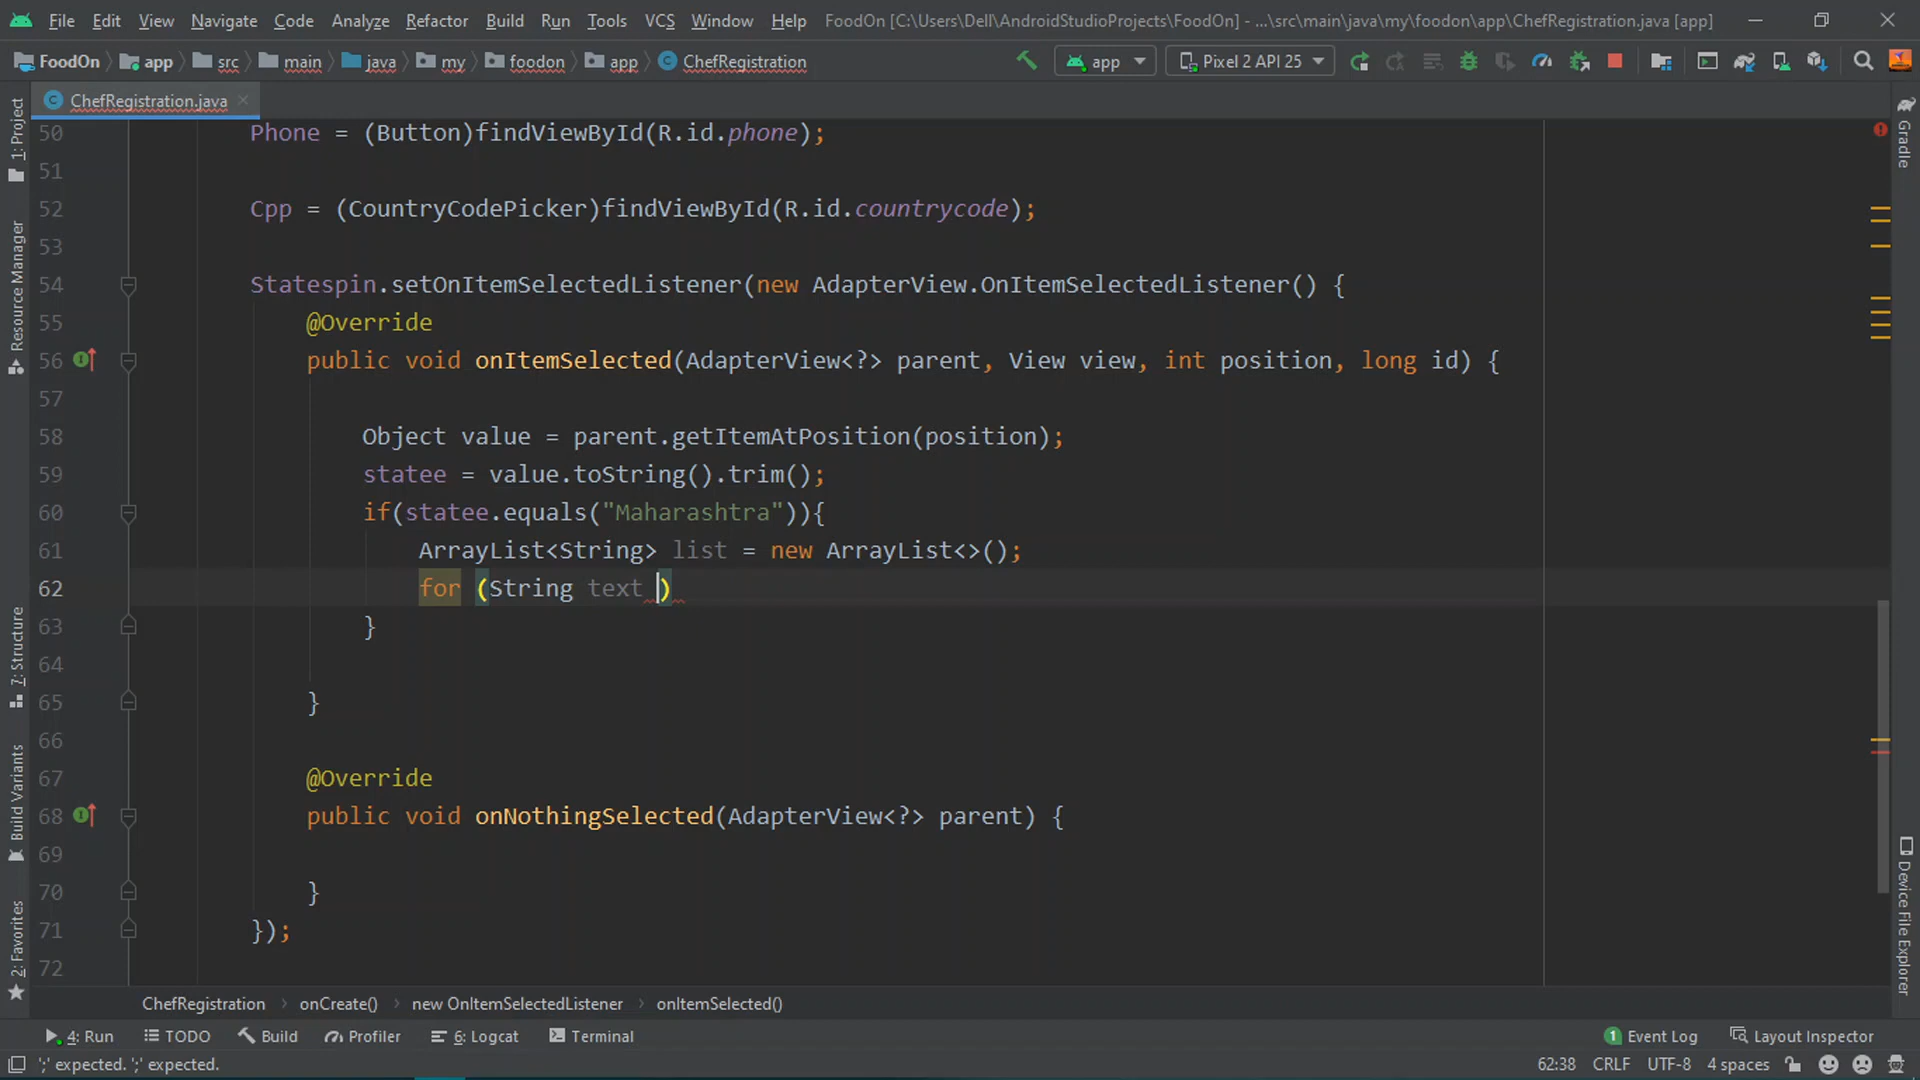 File Edit View Navigate Code Analyze Refactor Build Run Tools VCS Window Help FoodOn [C:\Users\Dell\AndroidStudioProjects\FoodOn] - ...\src\main\java\my\foodon\app\ChefRegistration.java [app]
FoodOn app src main java my foodon app ChefRegistration app Pixel 2 API 25
ChefRegistration.java
1: Project
Resource Manager
7: Structure
Build Variants
2: Favorites
50 Phone = (Button)findViewById(R.id.phone);
51
52 Cpp = (CountryCodePicker)findViewById(R.id.countrycode);
53
54 Statespin.setOnItemSelectedListener(new AdapterView.OnItemSelectedListener() {
55 @Override
56 public void onItemSelected(AdapterView<?> parent, View view, int position, long id) {
57
58 Object value = parent.getItemAtPosition(position);
59 statee = value.toString().trim();
60 if(statee.equals("Maharashtra")){
61 ArrayList<String> list = new ArrayList<>();
62 for (String text )
63 }
64
65 }
66
67 @Override
68 public void onNothingSelected(AdapterView<?> parent) {
69
70 }
71 });
72
Gradle
Device File Explorer
ChefRegistration onCreate() new OnItemSelectedListener onItemSelected()
4: Run TODO Build Profiler 6: Logcat Terminal 1 Event Log Layout Inspector
';' expected. ';' expected. 62:38 CRLF UTF-8 4 spaces